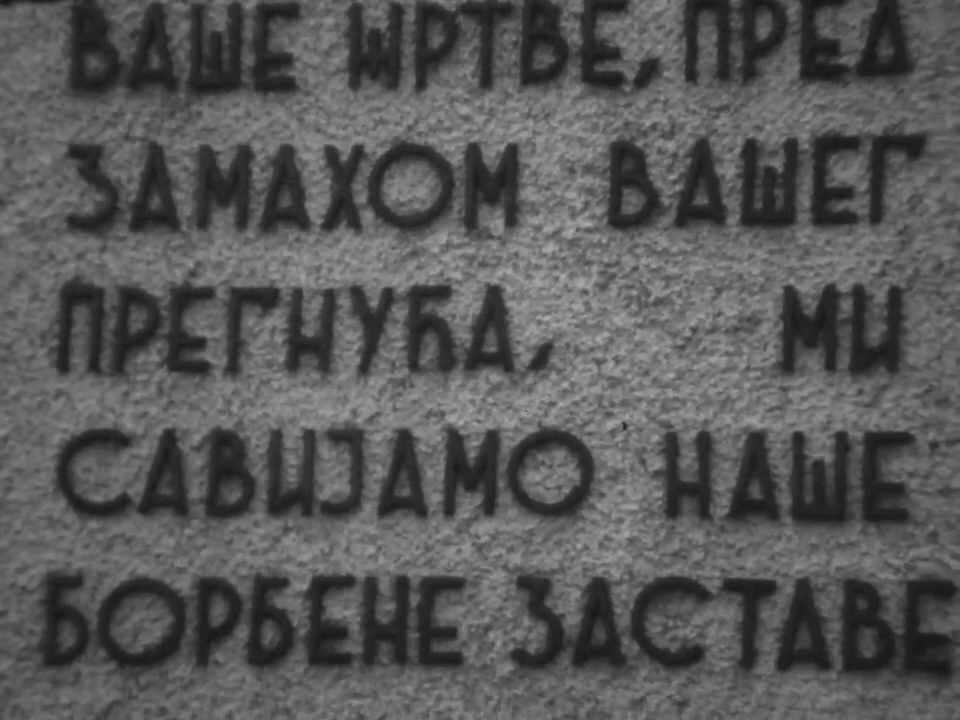 ВАШЕ ЖРТВЕ, ПРЕД
ЗАМАХОМ ВАШЕГ
ПРЕГНУЋА, МИ
САВИЈАМО НАШЕ
БОРБЕНЕ ЗАСТАВЕ